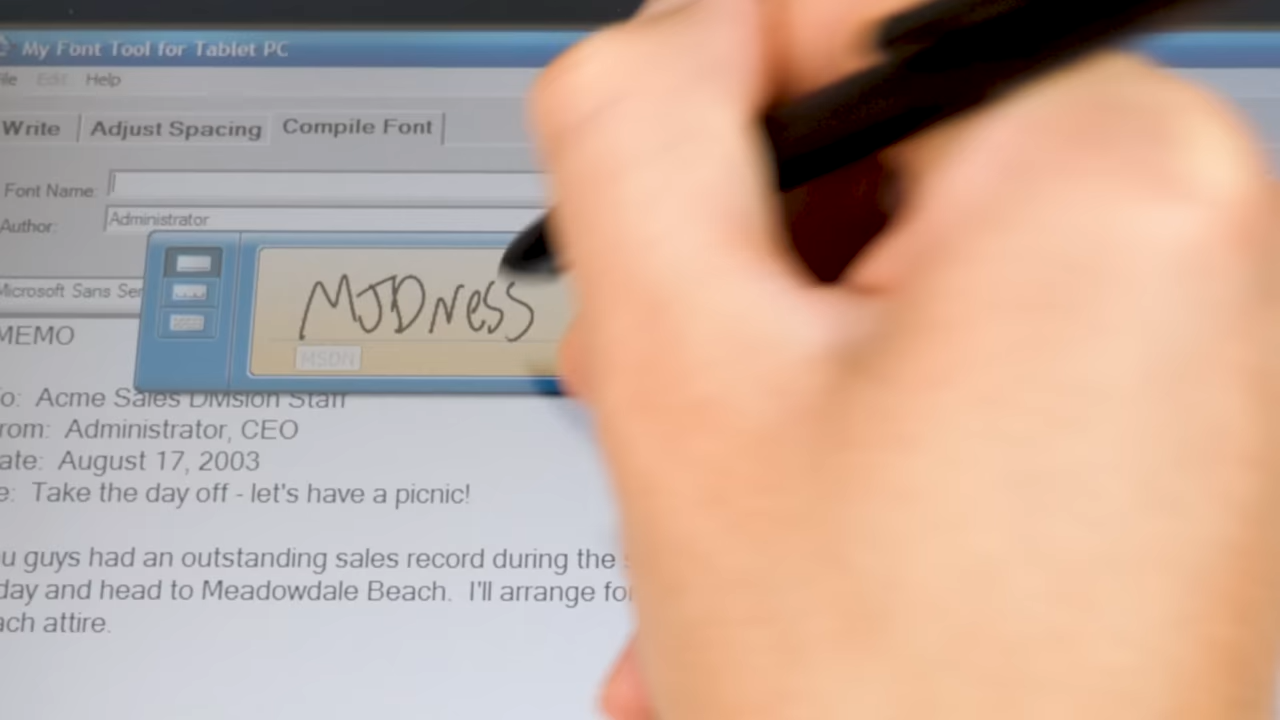 My Font Tool for Tablet PC
File Edit Help
Write Adjust Spacing Compile Font
Font Name:
Author: Administrator
Microsoft Sans Ser
MJDness
MSDN
MEMO
o: Acme Sales Division Staff
rom: Administrator, CEO
ate: August 17, 2003
e: Take the day off - let's have a picnic!
u guys had an outstanding sales record during the
day and head to Meadowdale Beach. I'll arrange for
ach attire.